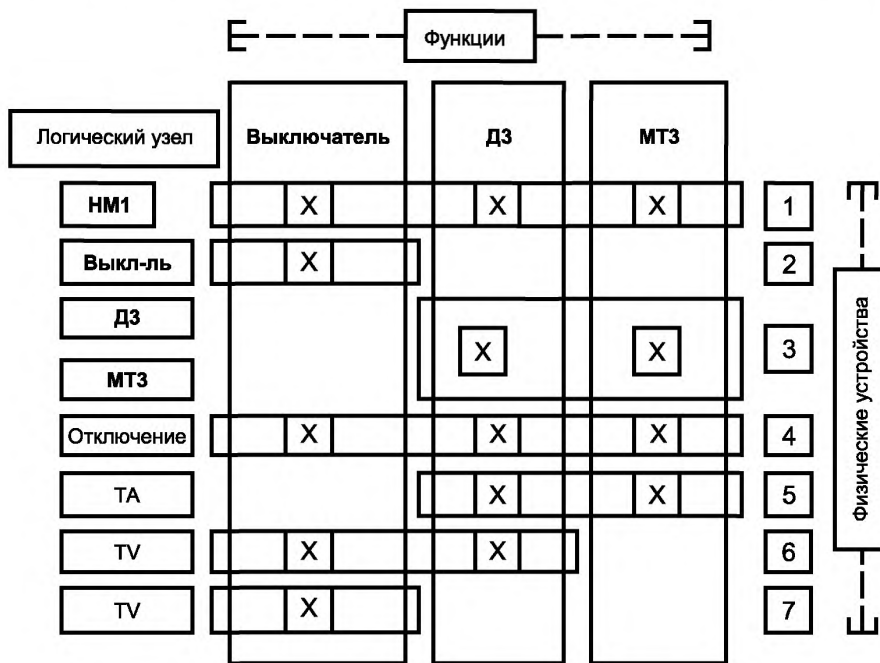 Функции
Логический узел
Выключатель ДЗ МТЗ
НМ1 X X X 1
Выкл-ль X 2
ДЗ
X X 3
МТЗ
Отключение X X X 4
ТА X X 5
TV X X 6
TV X 7
Физические устройства